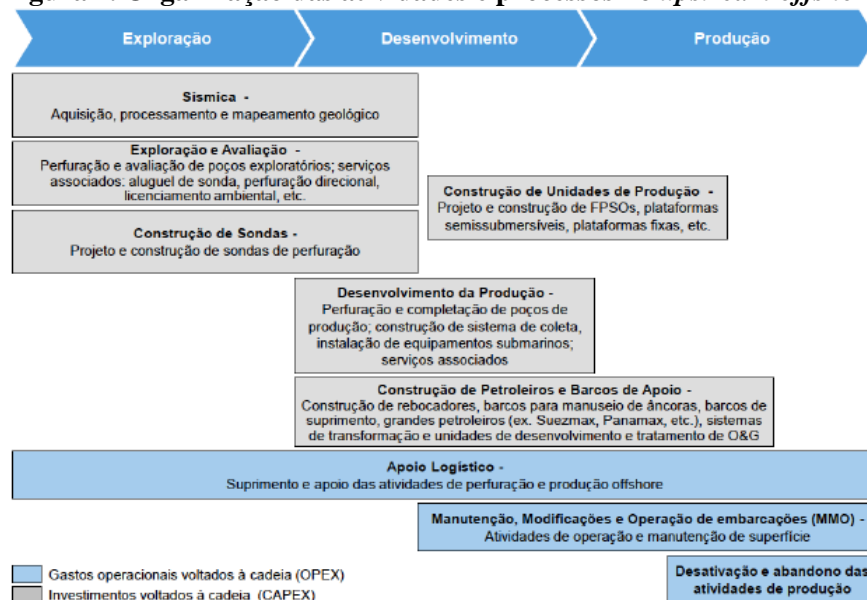 Exploração
Desenvolvimento
Produção
Sísmica -
Aquisição, processamento e mapeamento geológico
Exploração e Avaliação -
Perfuração e avaliação de poços exploratórios; serviços
associados: aluguel de sonda, perfuração direcional,
licenciamento ambiental, etc.
Construção de Unidades de Produção -
Projeto e construção de FPSOs, plataformas
semissubmersíveis, plataformas fixas, etc.
Construção de Sondas -
Projeto e construção de sondas de perfuração
Desenvolvimento da Produção -
Perfuração e completação de poços de
produção; construção de sistema de coleta,
instalação de equipamentos submarinos;
serviços associados
Construção de Petroleiros e Barcos de Apoio -
Construção de rebocadores, barcos para manuseio de âncoras, barcos de
suprimento, grandes petroleiros (ex. Suezmax, Panamax, etc.), sistemas
de transformação e unidades de desenvolvimento e tratamento de O&G
Apoio Logístico -
Suprimento e apoio das atividades de perfuração e produção offshore
Manutenção, Modificações e Operação de embarcações (MMO) -
Atividades de operação e manutenção de superfície
Desativação e abandono das
atividades de produção
Gastos operacionais voltados à cadeia (OPEX)
Investimentos voltados à cadeia (CAPEX)